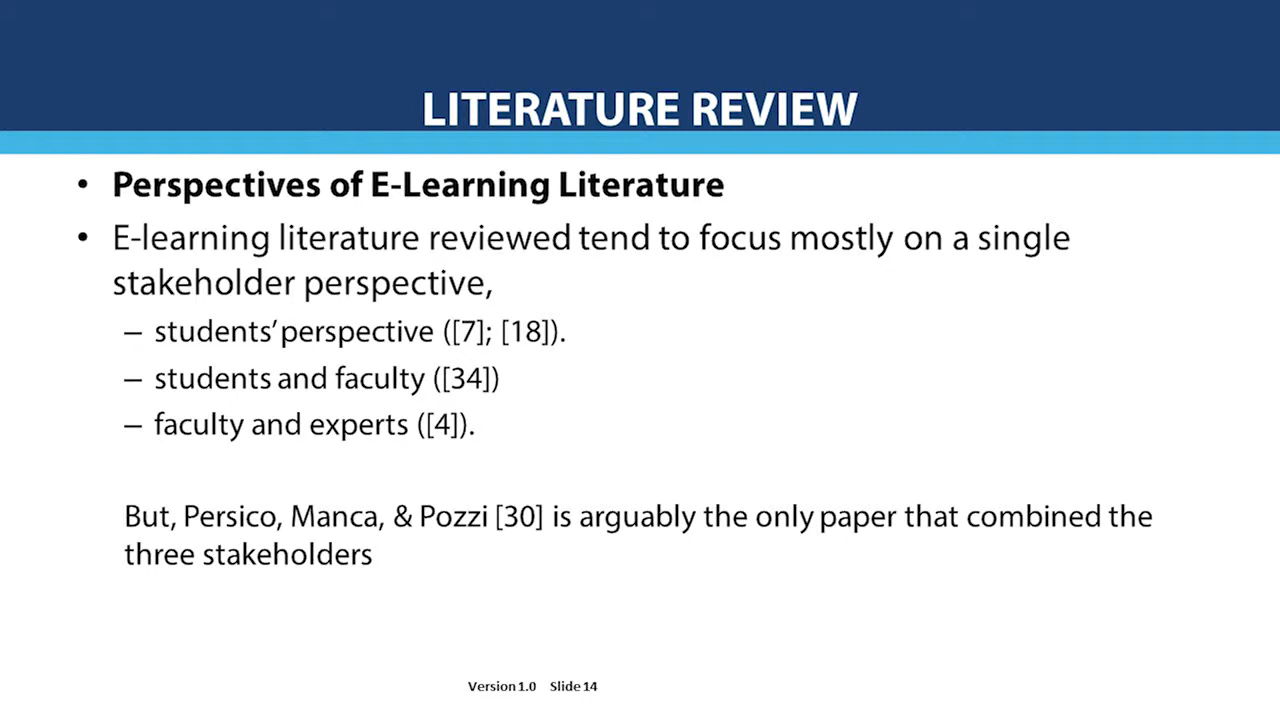 LITERATURE REVIEW
• Perspectives of E-Learning Literature
• E-learning literature reviewed tend to focus mostly on a single
stakeholder perspective,
– students’ perspective ([7]; [18]).
– students and faculty ([34])
– faculty and experts ([4]).
But, Persico, Manca, & Pozzi [30] is arguably the only paper that combined the
three stakeholders
Version 1.0 Slide 14